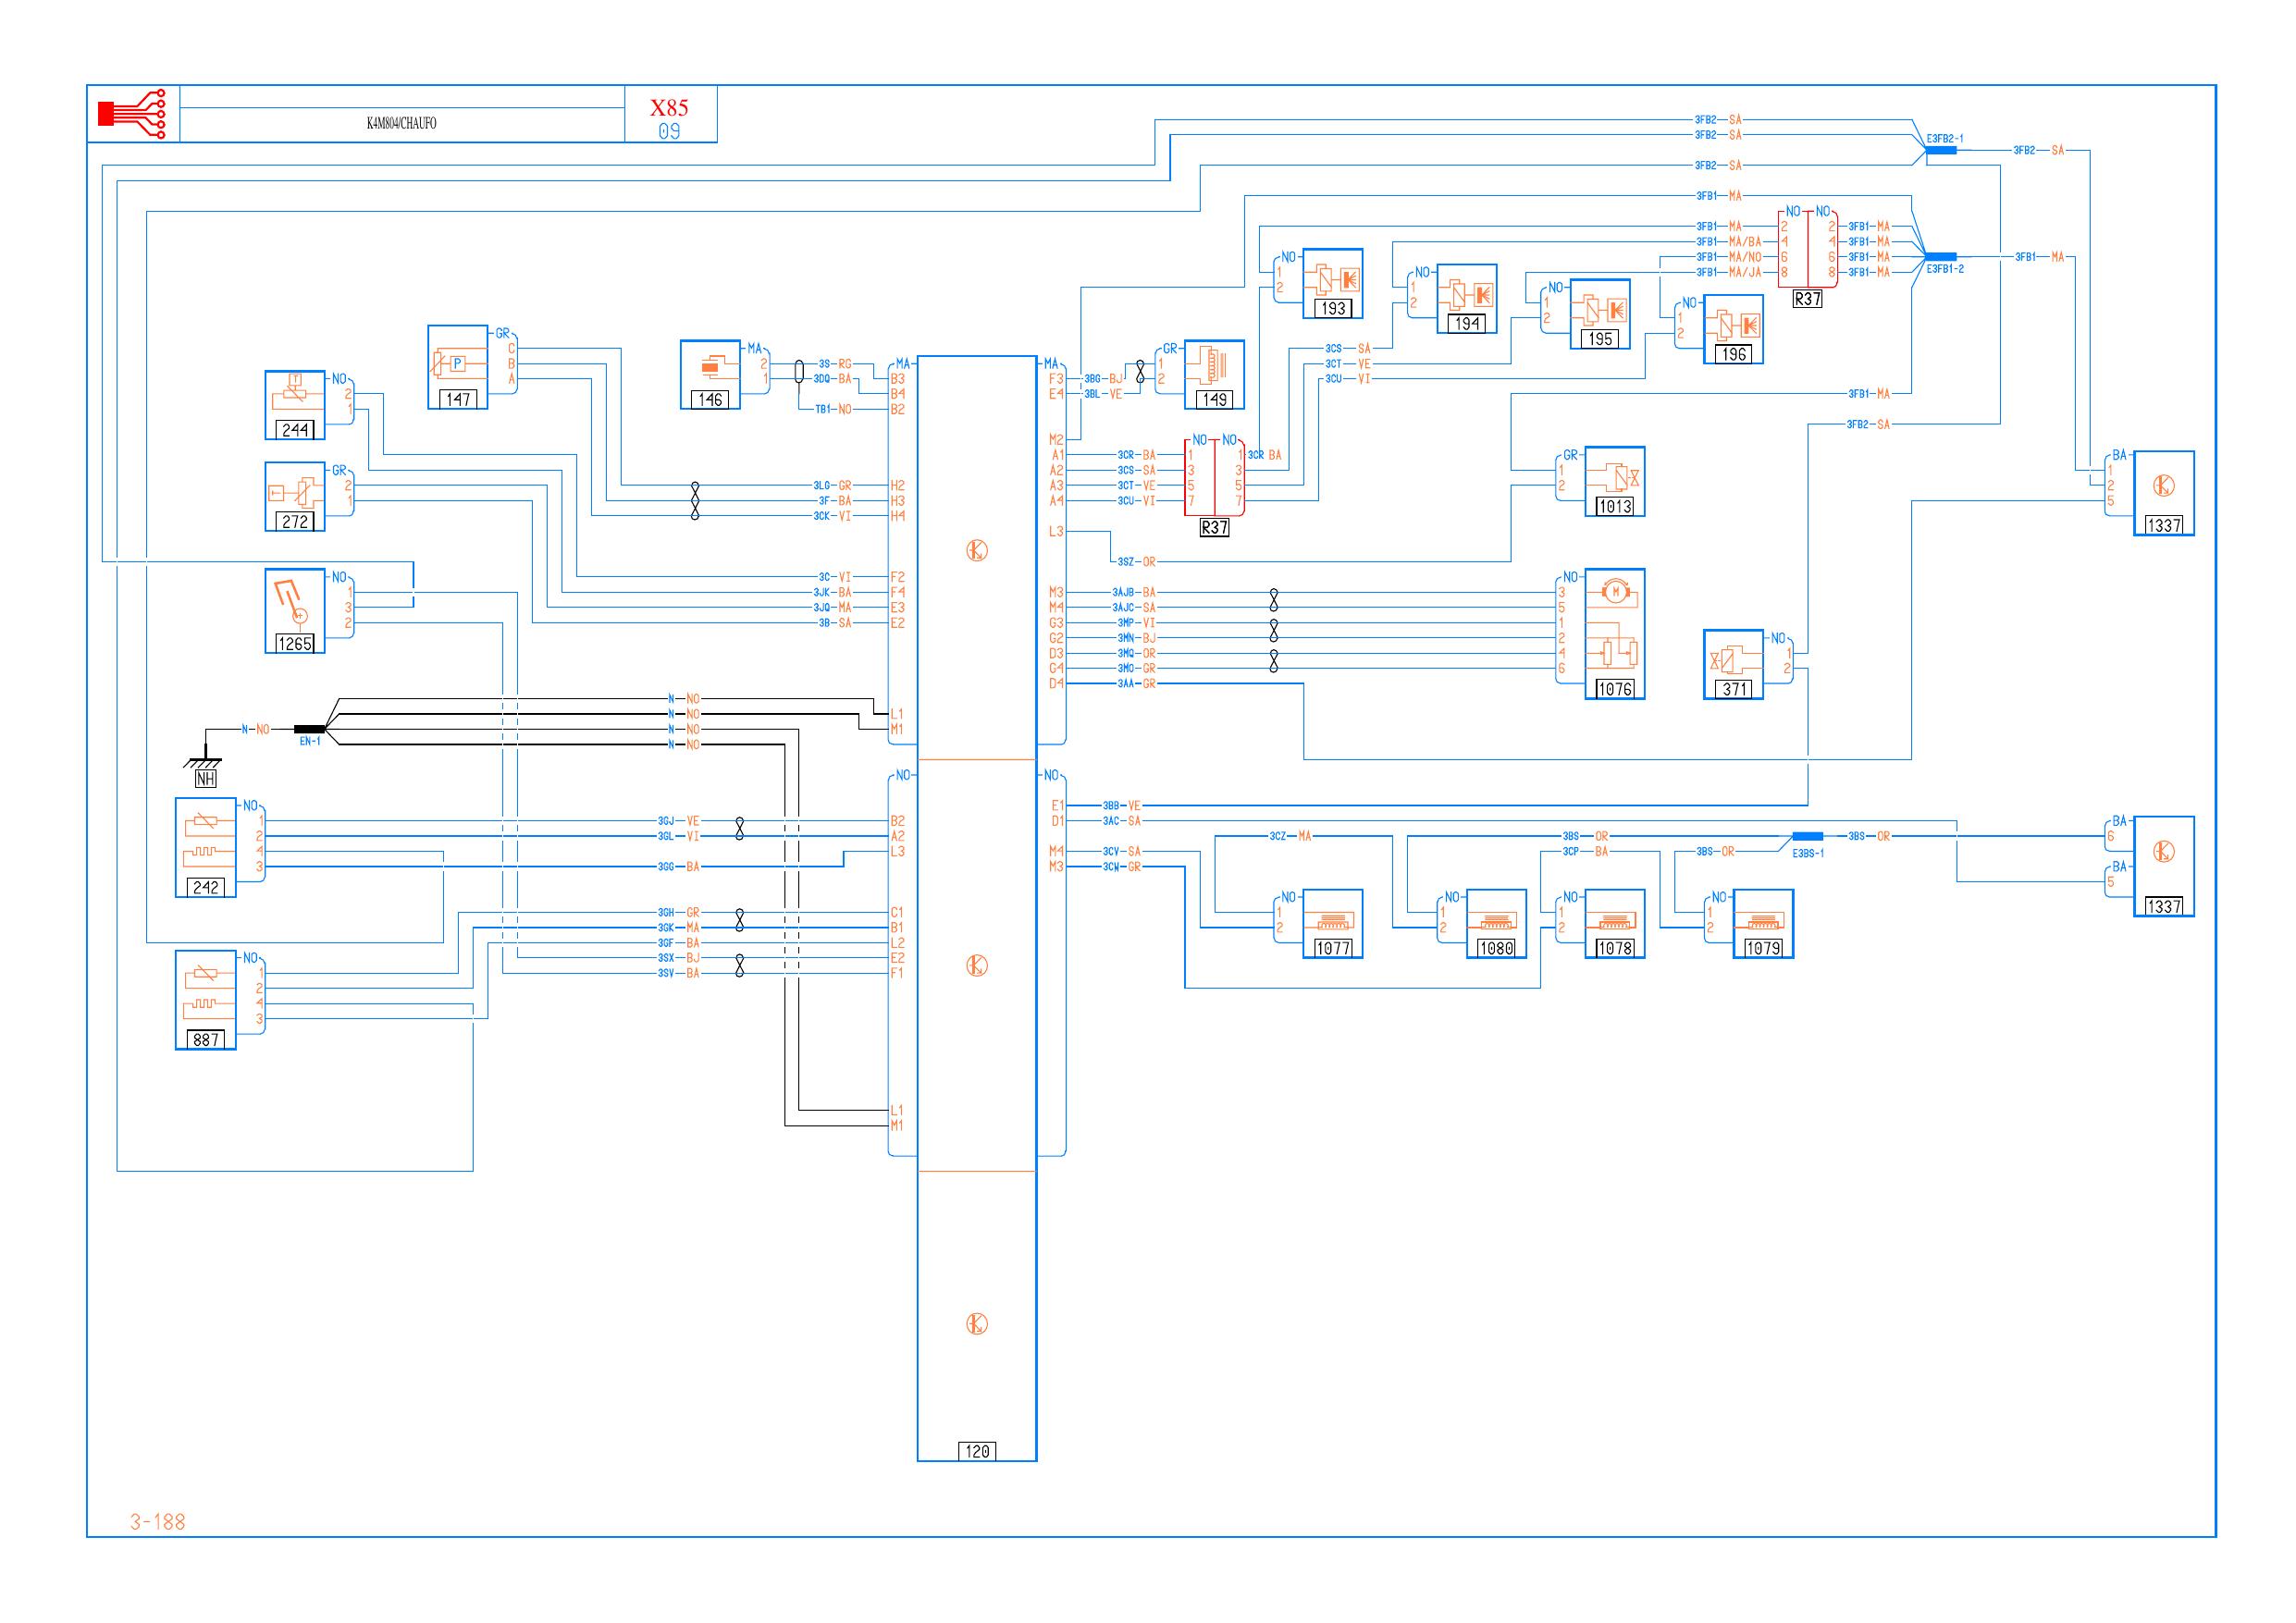 K4M804/CHAUFO
X85
09
3FB2 SA
3FB2 SA
E3FB2-1
3FB2 SA
3FB2 SA
3FB1 MA
NO NO
3FB1 MA 2 2 3FB1 MA
3FB1 MA/BA 4 4 3FB1 MA
3FB1 MA/NO 6 6 3FB1 MA
3FB1 MA/JA 8 8 3FB1 MA
R37
3FB1 MA
E3FB1-2
NO
1
2
193
NO
1
2
194
NO
1
2
195
NO
1
2
196
GR
C
B
A
P
147
MA
2
1
146
3S RG
3DQ BA
TB1 NO
MA
B3
B4
B2
MA
F3 3BG BJ
E4 3BL VE
GR
1
2
149
3CS SA
3CT VE
3CU VI
3FB1 MA
3FB2 SA
T
NO
2
1
244
GR
2
1
T
272
M2
NO NO
A1 3CR BA 1 1 3CR BA
A2 3CS SA 3 3
A3 3CT VE 5 5
A4 3CU VI 7 7
R37
GR
1
2
1013
BA
1
2
5
1337
3LG GR H2
3F BA H3
3CK VI H4
L3
3SZ OR
NO
1
3
2
1265
3C VI F2
3JK BA F4
3JQ MA E3
3B SA E2
NO
M3 3AJB BA 3
M4 3AJC SA 5
G3 3MP VI 1
G2 3MN BJ 2
D3 3MQ OR 4
G4 3MO GR 6
D4 3AA GR
M
1076
NO
1
2
371
N NO
N NO L1
N NO EN-1 N NO M1
N NO
NH
NO
NO
NO
1 3GJ VE B2
2 3GL VI A2
4 L3
3 3GG BA
242
E1 3BB VE
D1 3AC SA
M4 3CV SA
M3 3CW GR
3CZ MA
3BS OR
3CP BA
3BS OR
E3BS-1
3BS OR
BA
6
BA
5
1337
3GH GR C1
3GK MA B1
3GF BA L2
3SX BJ E2
3SV BA F1
NO
1
2
1077
NO
1
2
1080
NO
1
2
1078
NO
1
2
1079
NO
1
2
4
3
887
L1
M1
120
3-188